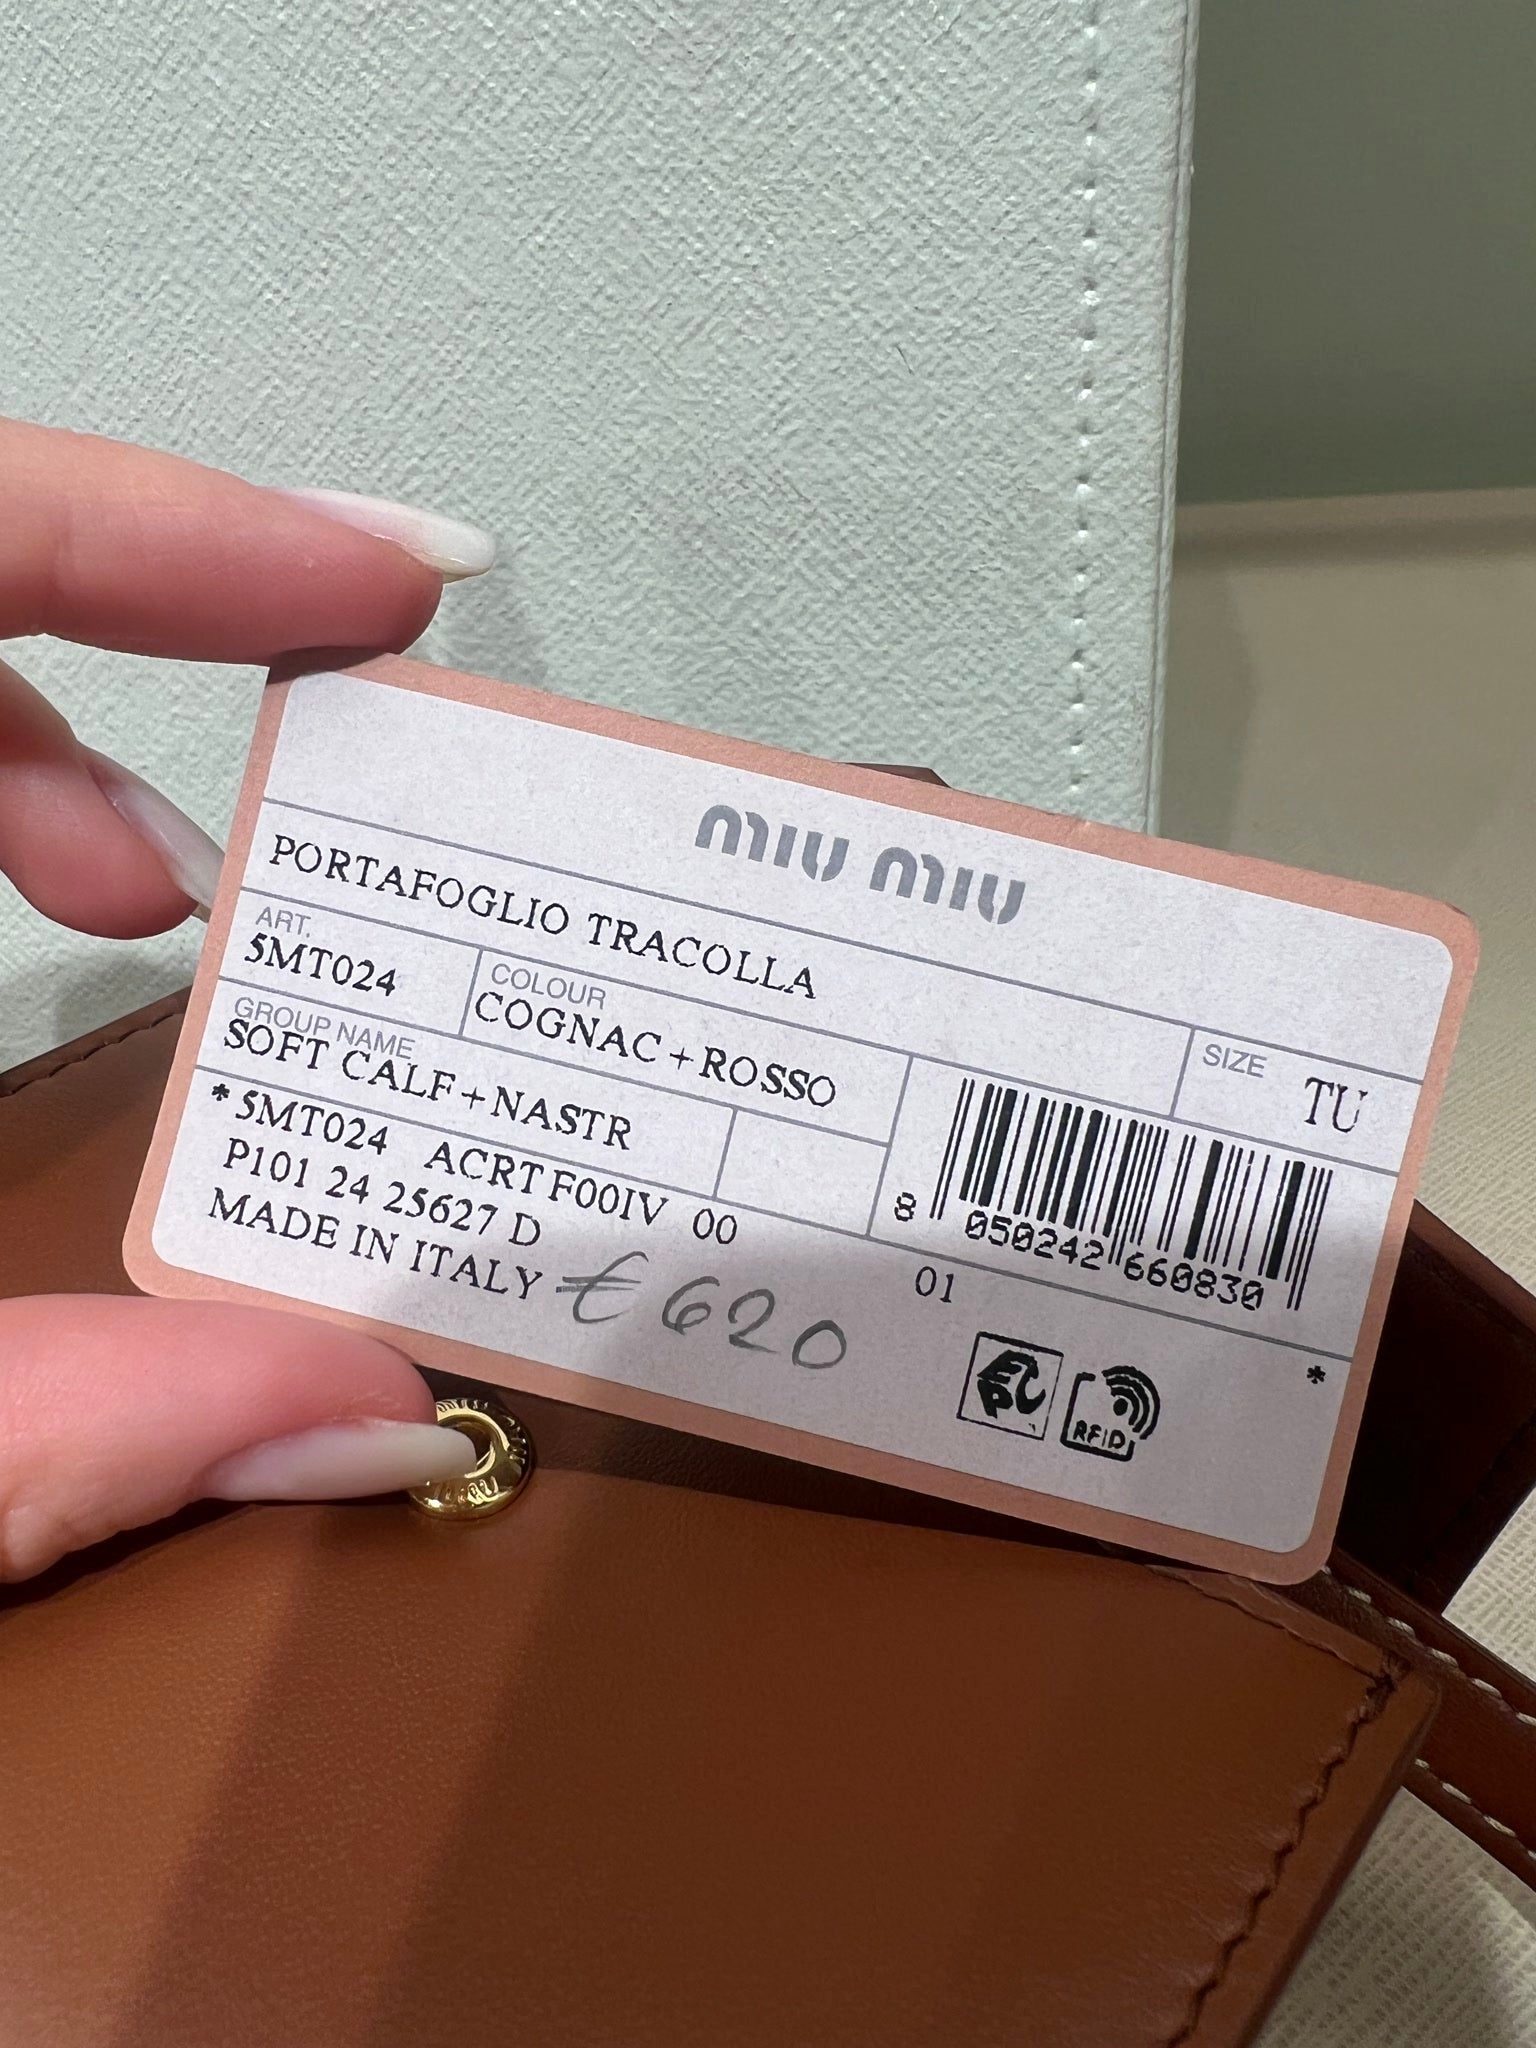 miu miu
PORTAFOGLIO TRACOLLA
SIZE TU
ART.
5MT024
COLOUR
COGNAC+ROSSO
GROUP NAME
SOFT CALF+NASTR
*5MT024 ACRT F00IV 00 01 *
P101 24 25627 D
MADE IN ITALY
€ 620
8 050242 660830
EPC
RFID